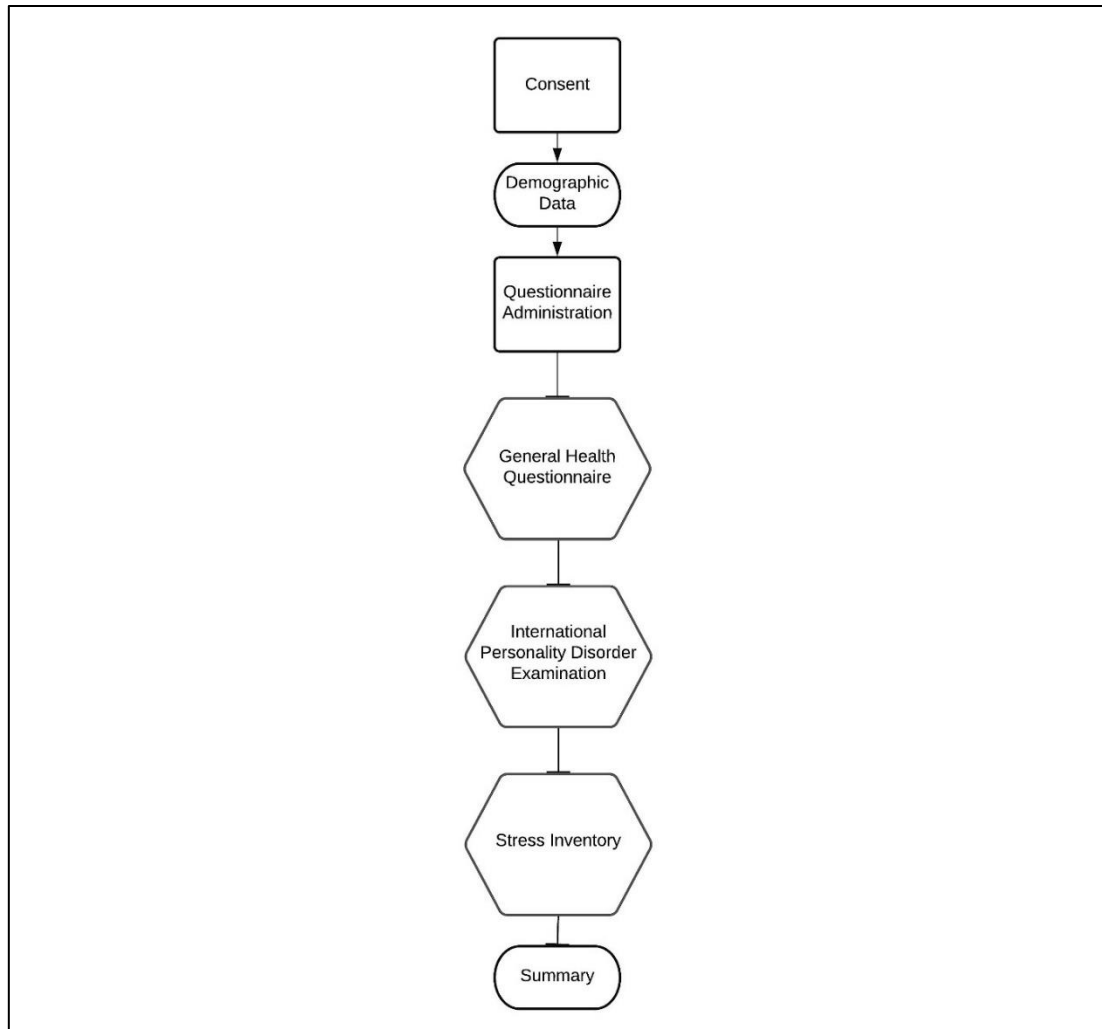 Consent
Demographic
Data
Questionnaire
Administration
General Health
Questionnaire
International
Personality Disorder
Examination
Stress Inventory
Summary